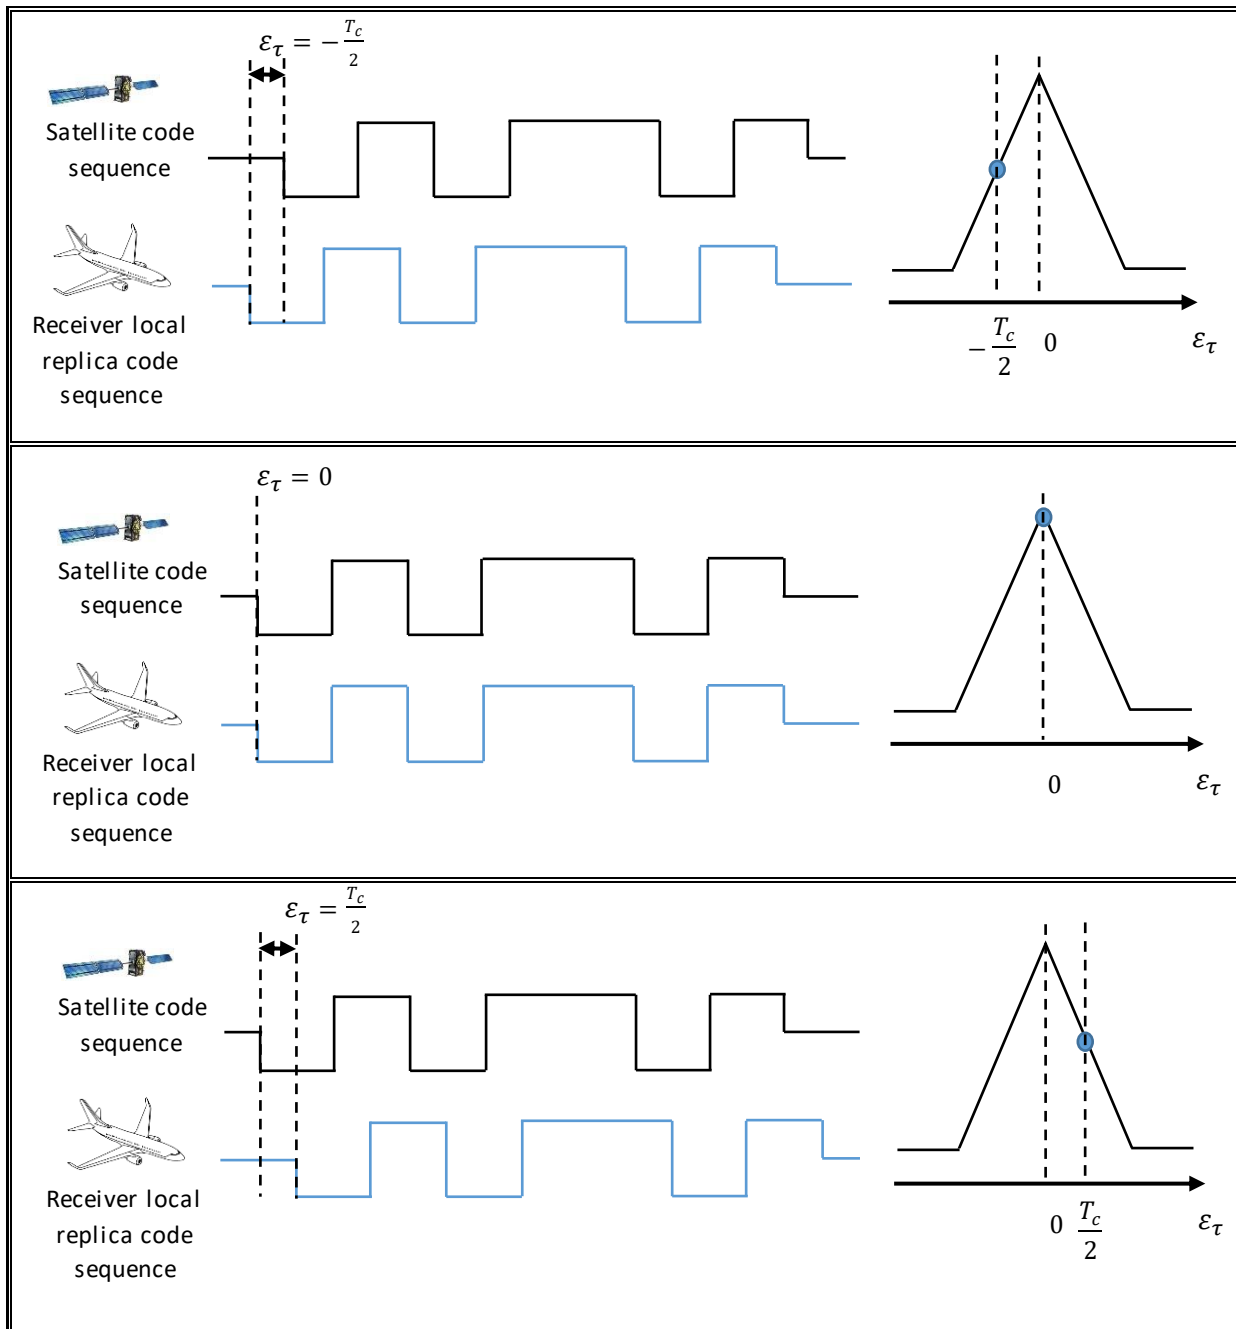 ε_τ = − T_c/2
Satellite code
sequence
Receiver local
replica code
sequence
− T_c/2 0 ε_τ
ε_τ = 0
Satellite code
sequence
Receiver local
replica code
sequence
0 ε_τ
ε_τ = T_c/2
Satellite code
sequence
Receiver local
replica code
sequence
0 T_c/2 ε_τ